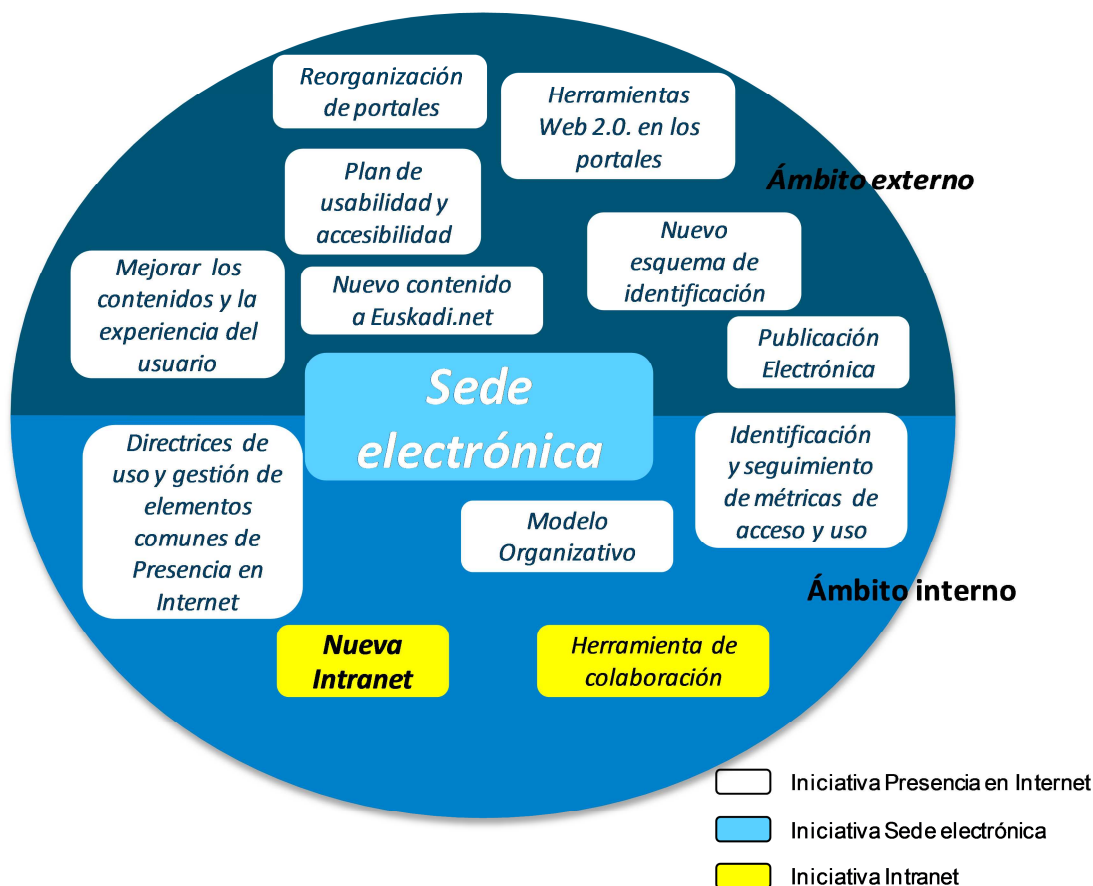 Reorganización
de portales
Herramientas
Web 2.0. en los
portales
Plan de
usabilidad y
accesibilidad
Ámbito externo
Nuevo
esquema de
identificación
Mejorar los
contenidos y la
experiencia del
usuario
Nuevo contenido
a Euskadi.net
Publicación
Electrónica
Sede
electrónica
Directrices de
uso y gestión de
elementos
comunes de
Presencia en
Internet
Identificación
y seguimiento
de métricas de
acceso y uso
Modelo
Organizativo
Ámbito interno
Nueva
Intranet
Herramienta de
colaboración
Iniciativa Presencia en Internet
Iniciativa Sede electrónica
Iniciativa Intranet